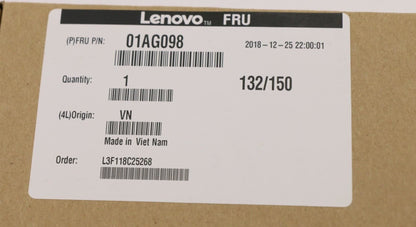 Lenovo™ FRU
(P)FRU P/N: 01AG098 2018-12-25 22:00:01
Quantity: 1 132/150
(4L)Origin: VN
Made in Viet Nam
Order: L3F118C25268